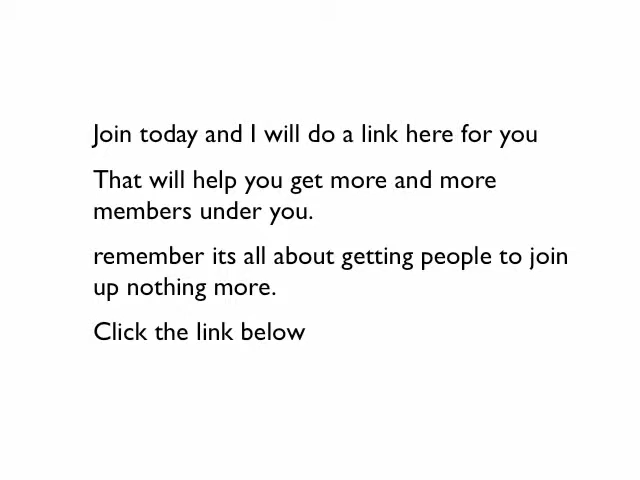 Join today and I will do a link here for you
That will help you get more and more
members under you.
remember its all about getting people to join
up nothing more.
Click the link below